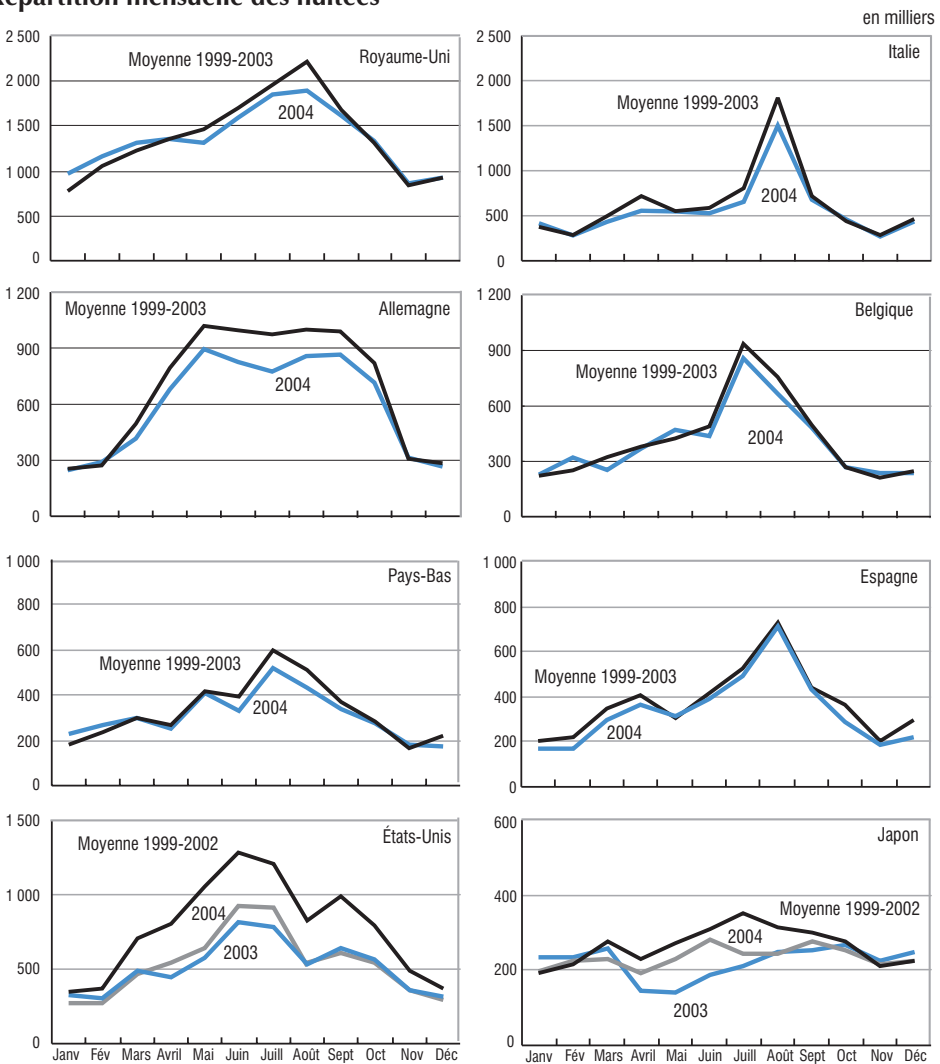 Répartition mensuelle des nuitées
en milliers
2 500
2 000
1 500
1 000
500
0
Moyenne 1999-2003
Royaume-Uni
2004
2 500
2 000
1 500
1 000
500
0
Italie
Moyenne 1999-2003
2004
1 200
900
600
300
0
Moyenne 1999-2003
Allemagne
2004
1 200
900
600
300
0
Belgique
Moyenne 1999-2003
2004
1 000
800
600
400
200
0
Pays-Bas
Moyenne 1999-2003
2004
1 000
800
600
400
200
0
Espagne
Moyenne 1999-2003
2004
1 500
1 000
500
0
États-Unis
Moyenne 1999-2002
2004
2003
Janv Fév Mars Avril Mai Juin Juill Août Sept Oct Nov Déc
600
400
200
0
Japon
Moyenne 1999-2002
2004
2003
Janv Fév Mars Avril Mai Juin Juill Août Sept Oct Nov Déc